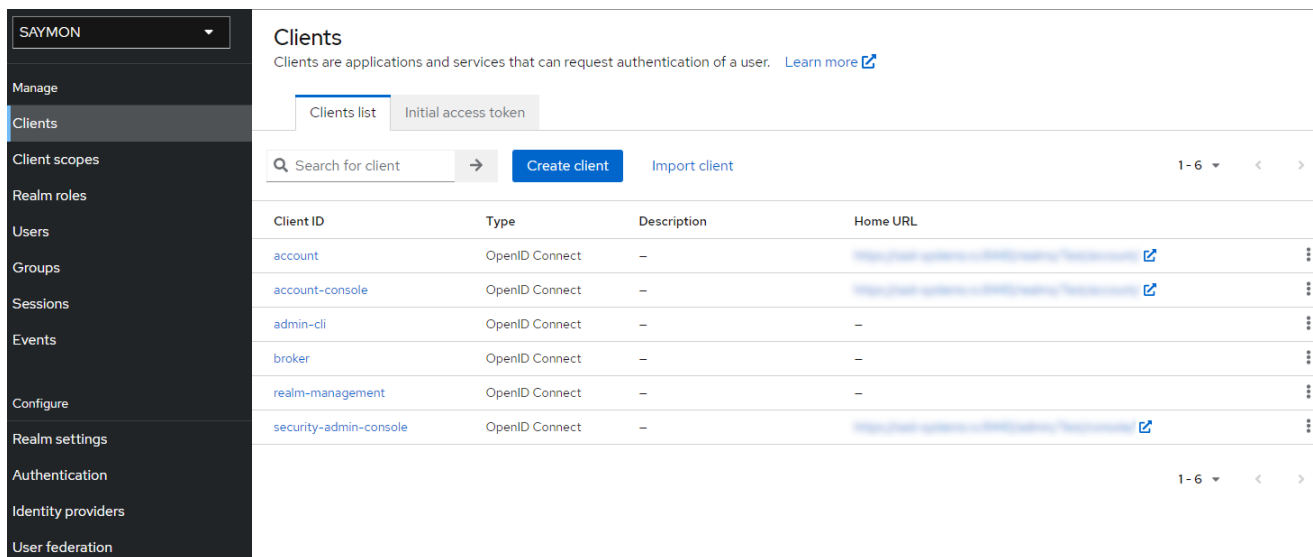 SAYMON
Manage
Clients
Client scopes
Realm roles
Users
Groups
Sessions
Events
Configure
Realm settings
Authentication
Identity providers
User federation
Clients
Clients are applications and services that can request authentication of a user. Learn more
Clients list Initial access token
Search for client Create client Import client 1 - 6
Client ID Type Description Home URL
account OpenID Connect –
account-console OpenID Connect –
admin-cli OpenID Connect – –
broker OpenID Connect – –
realm-management OpenID Connect – –
security-admin-console OpenID Connect –
1 - 6